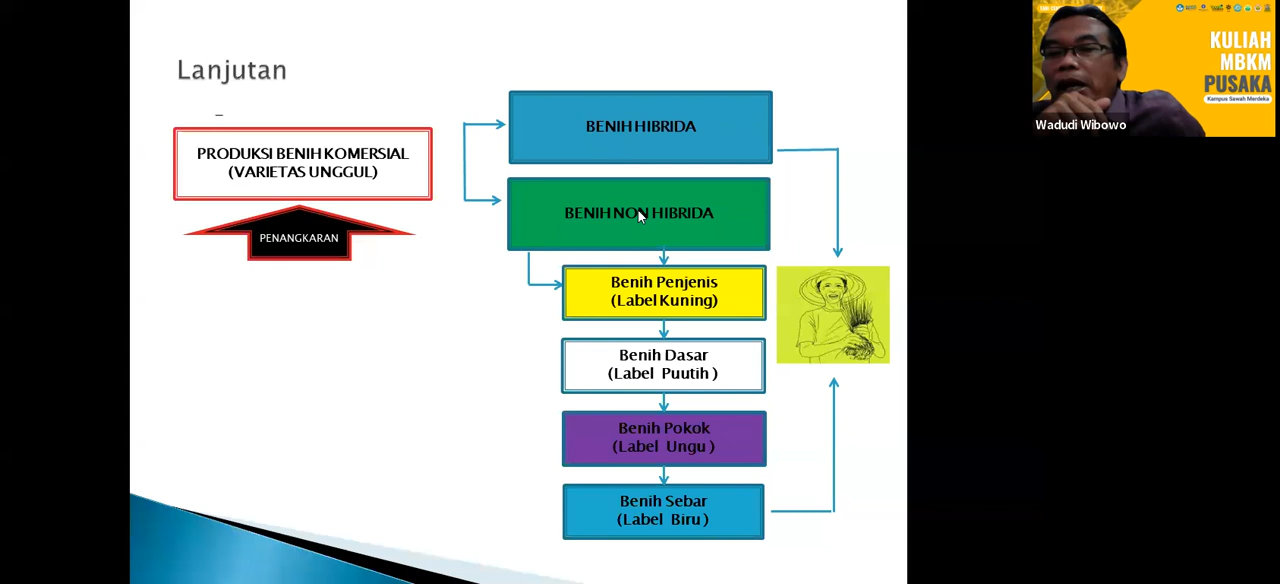 Lanjutan
PRODUKSI BENIH KOMERSIAL
(VARIETAS UNGGUL)
PENANGKARAN
BENIH HIBRIDA
BENIH NON HIBRIDA
Benih Penjenis
(Label Kuning)
Benih Dasar
(Label Puutih )
Benih Pokok
(Label Ungu )
Benih Sebar
(Label Biru )
KULIAH
MBKM
PUSAKA
Kampus Sawah Merdeka
Wadudi Wibowo